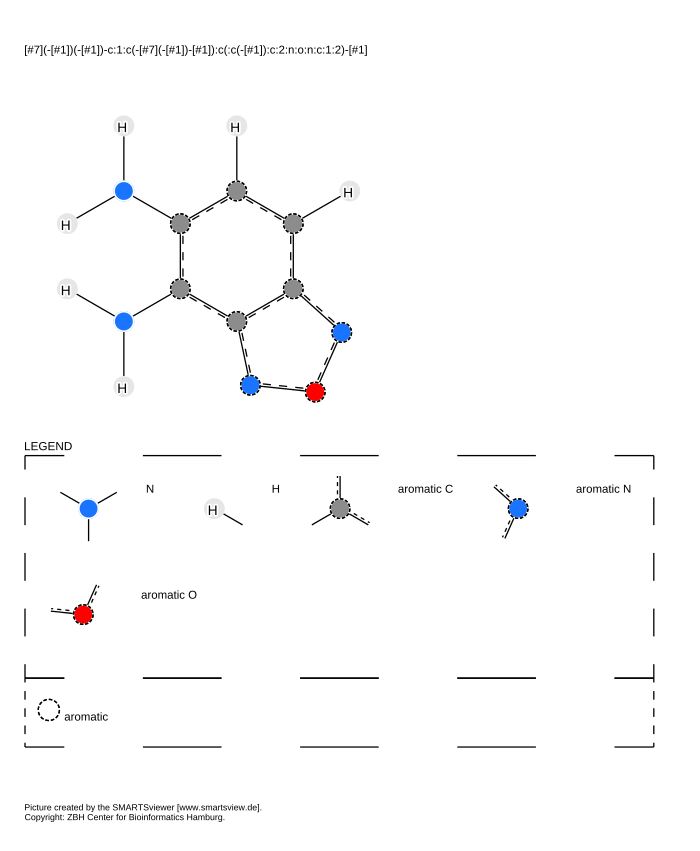 [#7](-[#1])(-[#1])-c:1:c(-[#7](-[#1])-[#1]):c(:c(-[#1]):c:2:n:o:n:c:1:2)-[#1]
H H
H
H
H
H
LEGEND
N H aromatic C aromatic N
H
aromatic O
aromatic
Picture created by the SMARTSviewer [www.smartsview.de].
Copyright: ZBH Center for Bioinformatics Hamburg.